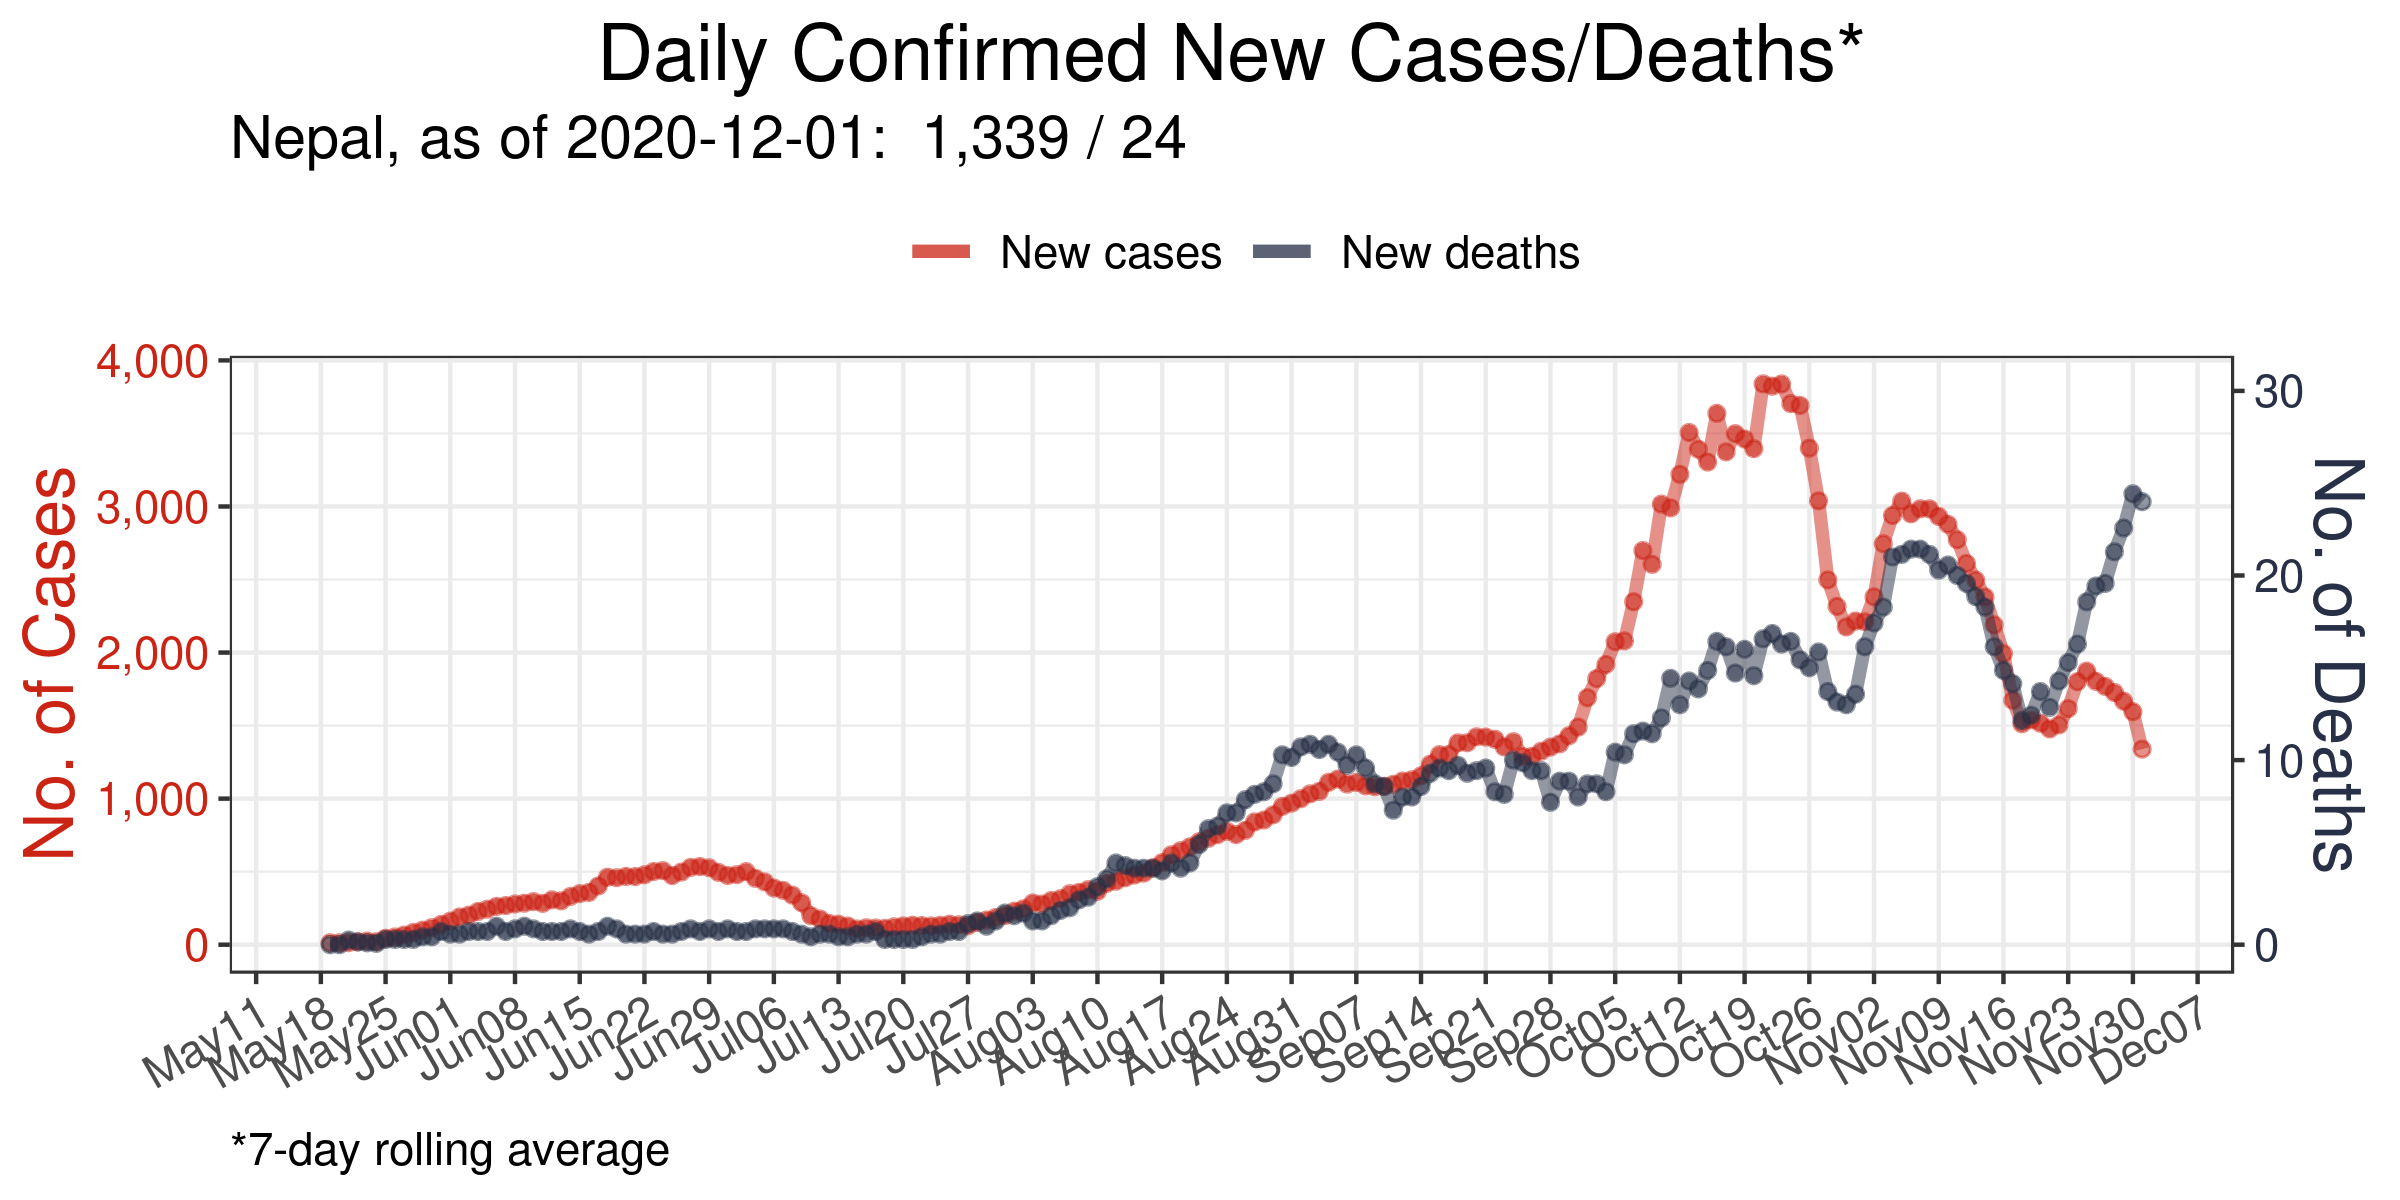 Daily Confirmed New Cases/Deaths*
Nepal, as of 2020-12-01:  1,339 / 24
New cases
New deaths
No. of Cases
4,000
3,000
2,000
1,000
0
30
20
10
0
No. of Deaths
May11
May18
May25
Jun01
Jun08
Jun15
Jun22
Jun29
Jul06
Jul13
Jul20
Jul27
Aug03
Aug10
Aug17
Aug24
Aug31
Sep07
Sep14
Sep21
Sep28
Oct05
Oct12
Oct19
Oct26
Nov02
Nov09
Nov16
Nov23
Nov30
Dec07
*7-day rolling average